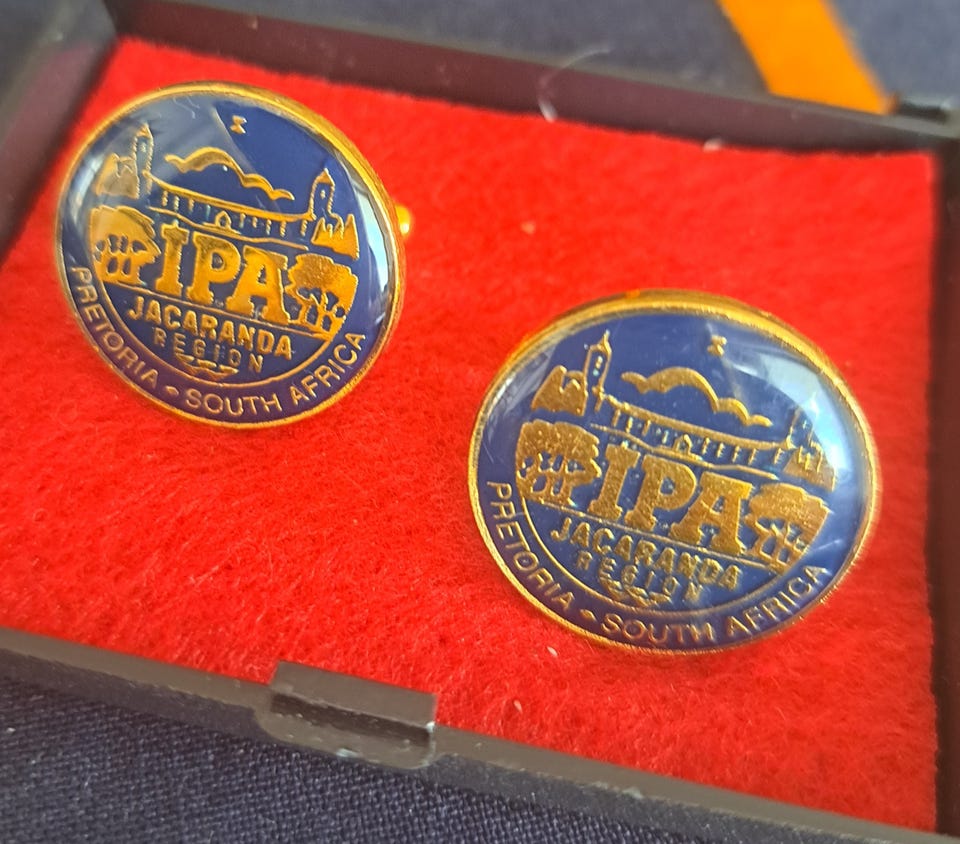 IPA
JACARANDA
REGION
PRETORIA • SOUTH AFRICA
IPA
JACARANDA
REGION
PRETORIA • SOUTH AFRICA